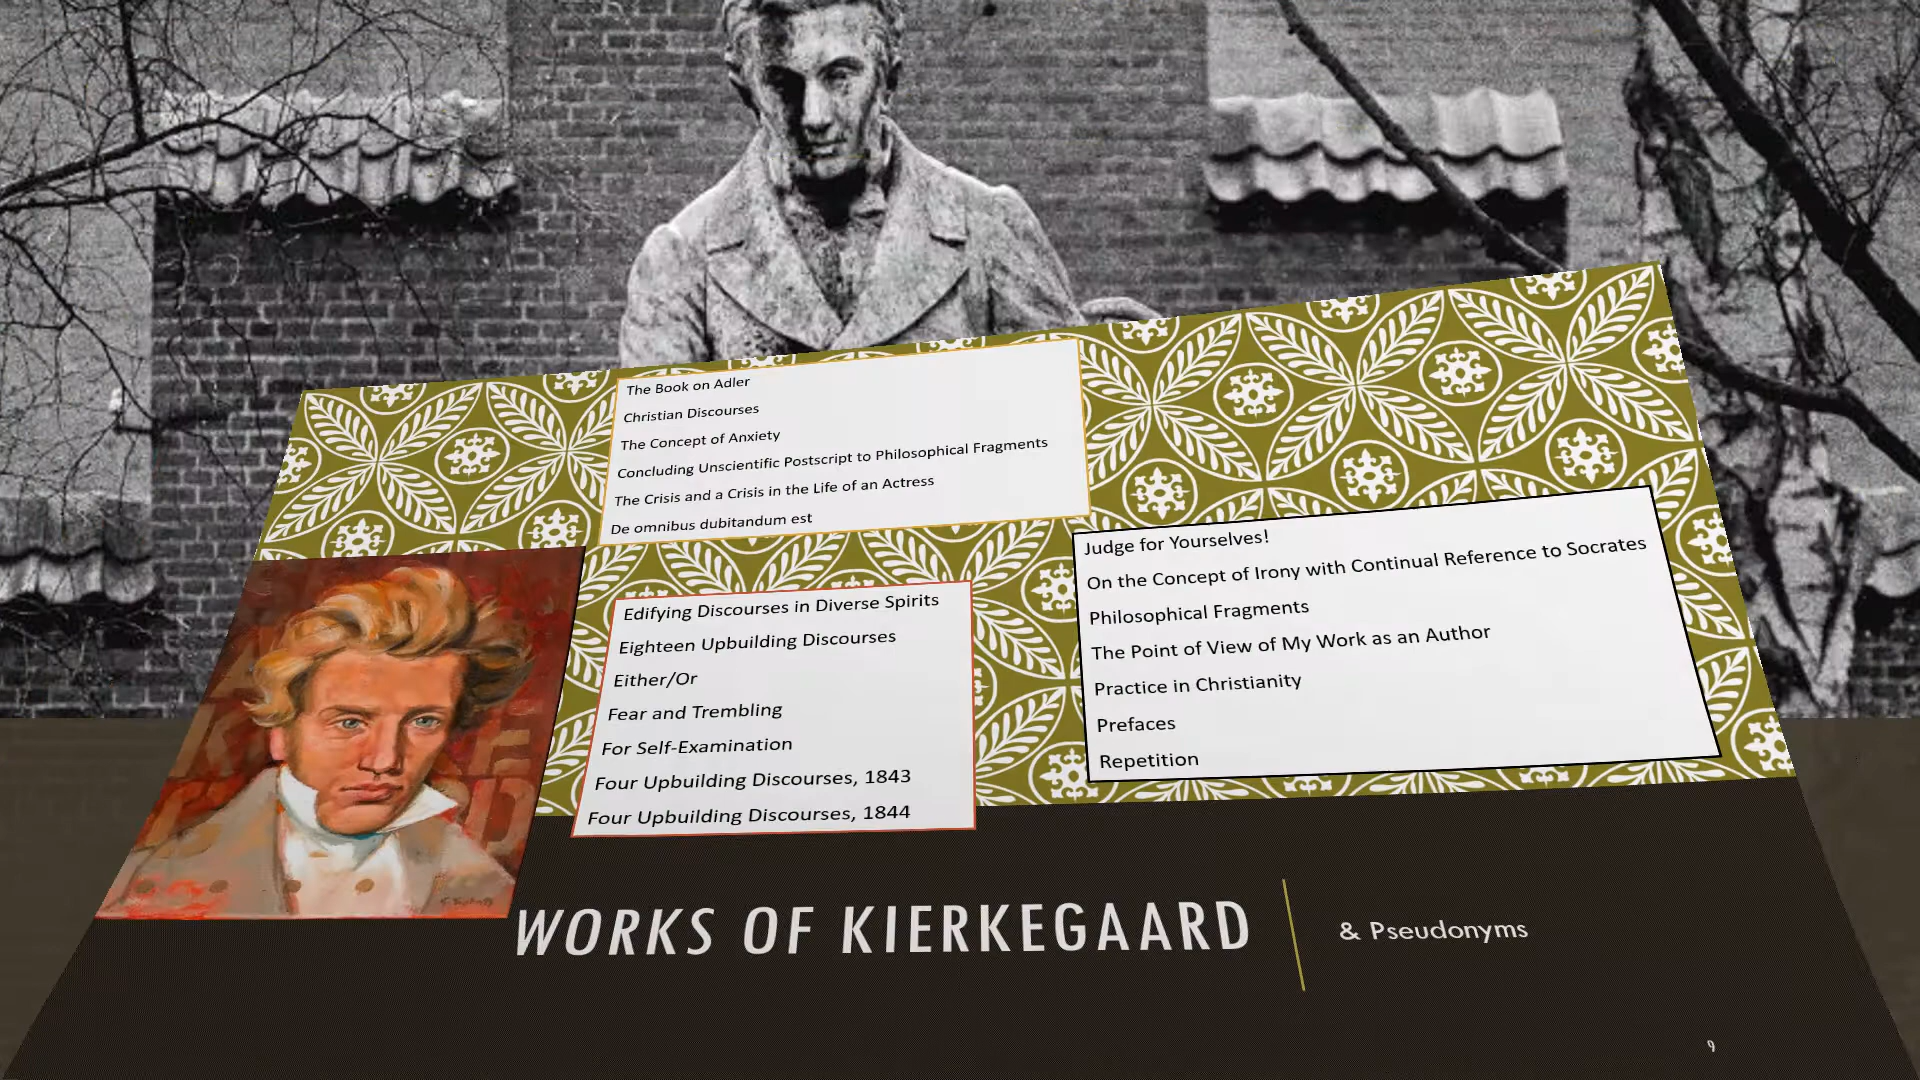 The Book on Adler
Christian Discourses
The Concept of Anxiety
Concluding Unscientific Postscript to Philosophical Fragments
The Crisis and a Crisis in the Life of an Actress
De omnibus dubitandum est
Edifying Discourses in Diverse Spirits
Eighteen Upbuilding Discourses
Either/Or
Fear and Trembling
For Self-Examination
Four Upbuilding Discourses, 1843
Four Upbuilding Discourses, 1844
Judge for Yourselves!
On the Concept of Irony with Continual Reference to Socrates
Philosophical Fragments
The Point of View of My Work as an Author
Practice in Christianity
Prefaces
Repetition
WORKS OF KIERKEGAARD
& Pseudonyms
9